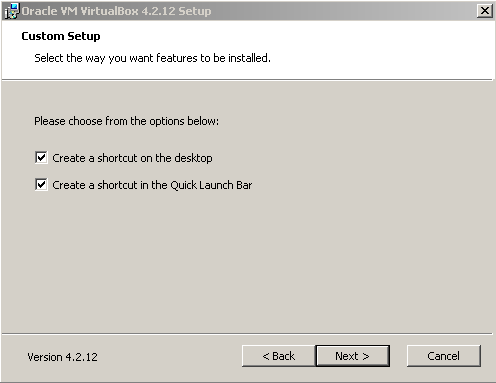 Oracle VM VirtualBox 4.2.12 Setup
Custom Setup
Select the way you want features to be installed.
Please choose from the options below:
Create a shortcut on the desktop
Create a shortcut in the Quick Launch Bar
Version 4.2.12
< Back
Next >
Cancel